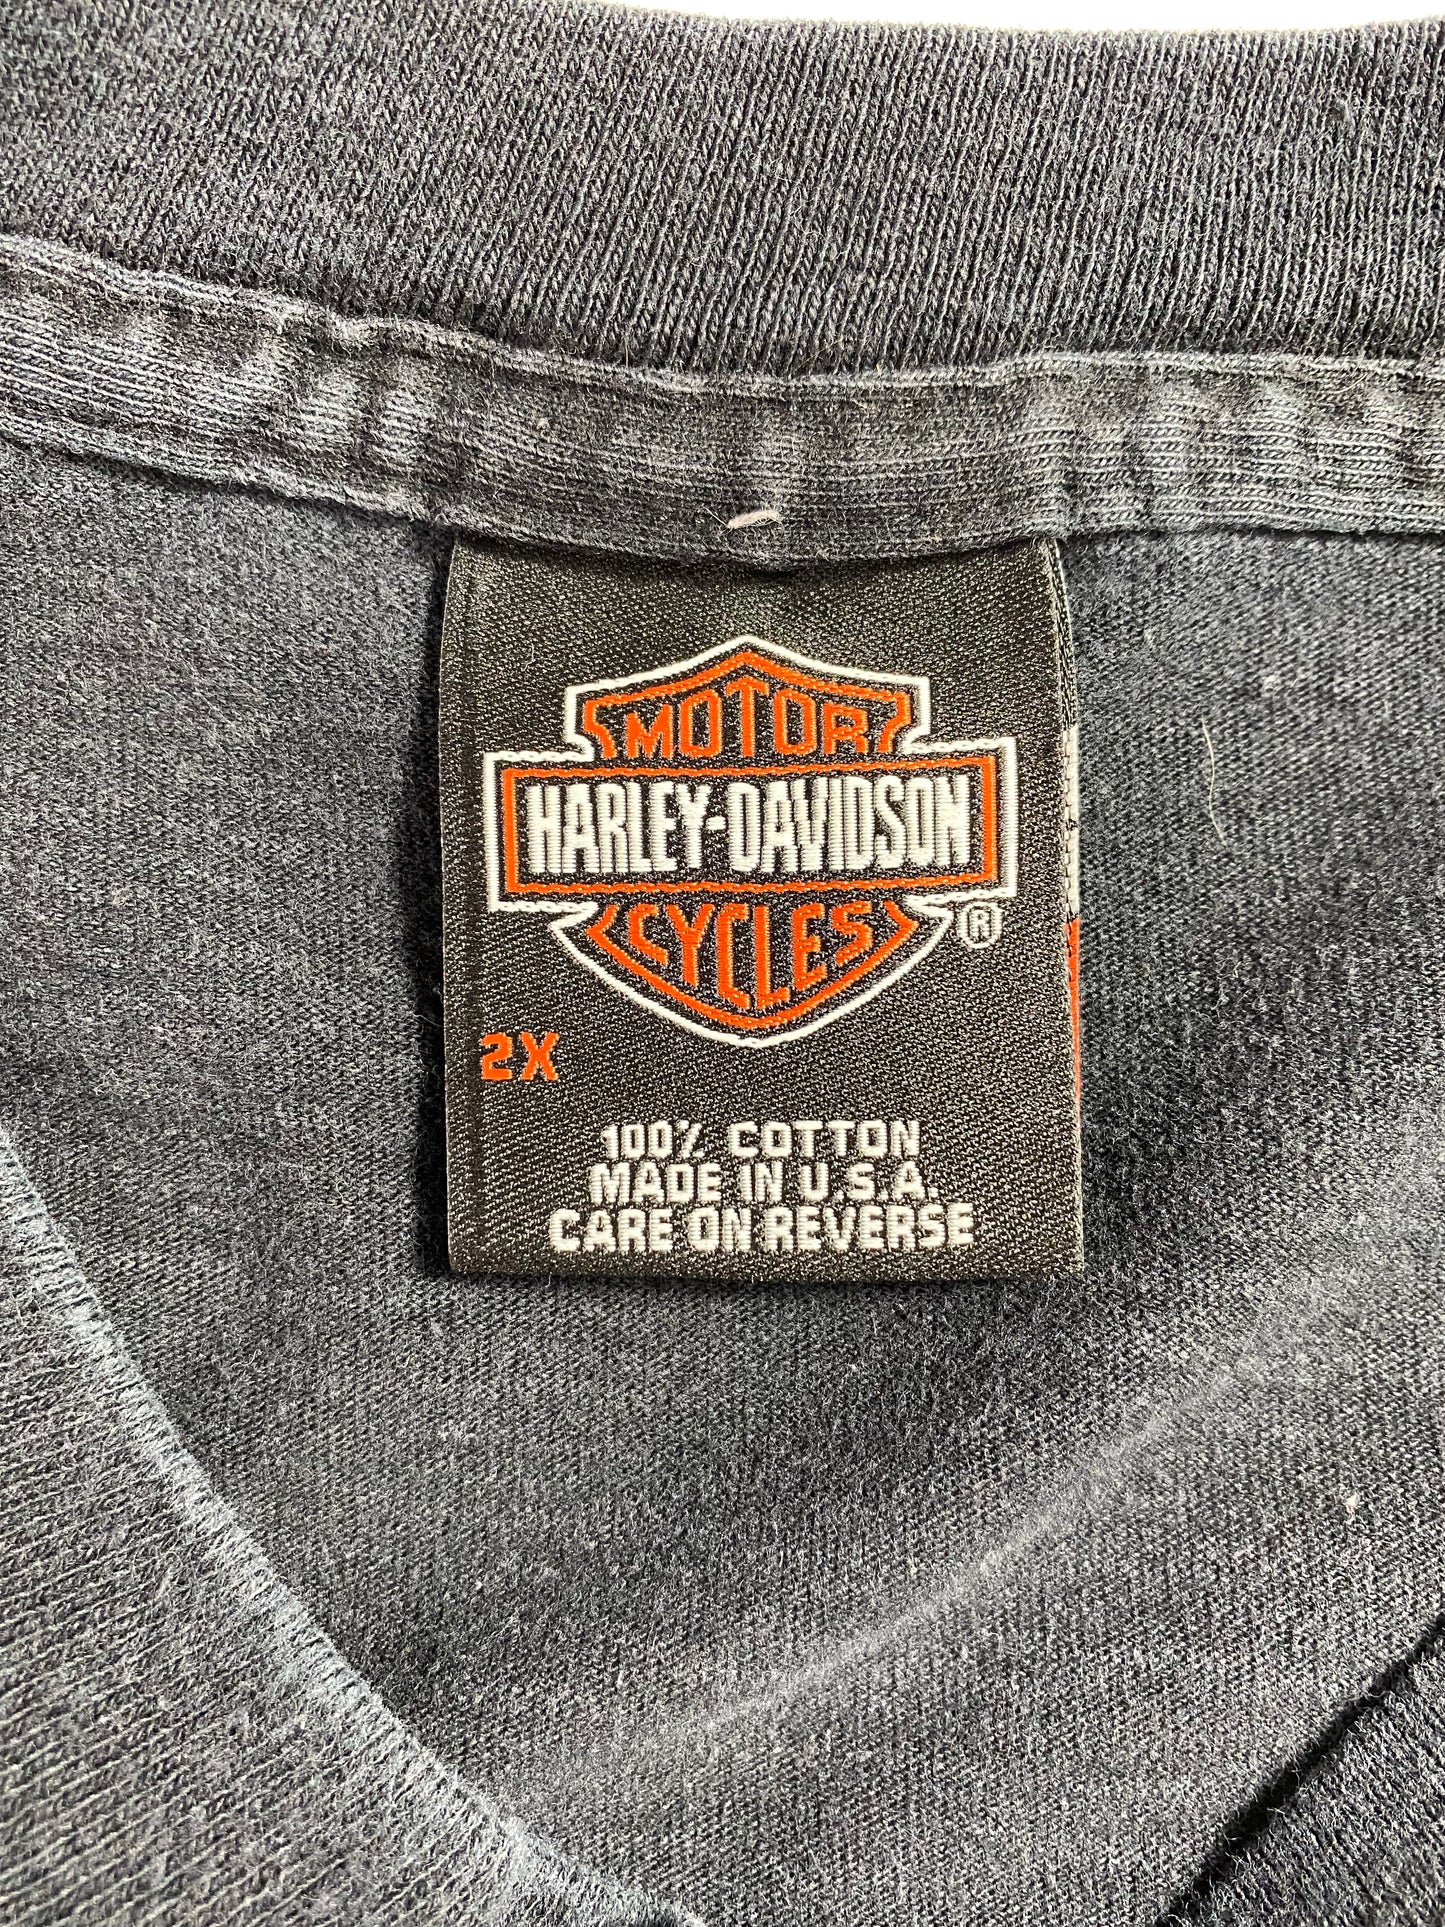 MOTOR
HARLEY-DAVIDSON
CYCLES
®
2X
100% COTTON
MADE IN U.S.A.
CARE ON REVERSE